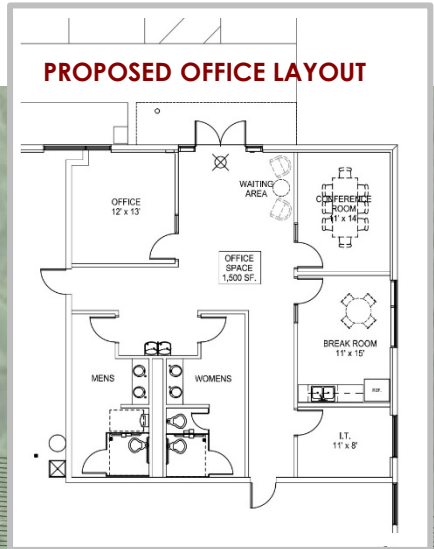 PROPOSED OFFICE LAYOUT
OFFICE
12' x 13'
WAITING
AREA
CONFERENCE
ROOM
11' x 14'
OFFICE
SPACE
1,500 SF.
BREAK ROOM
11' x 15'
REF.
MENS
WOMENS
I.T.
11' x 8'